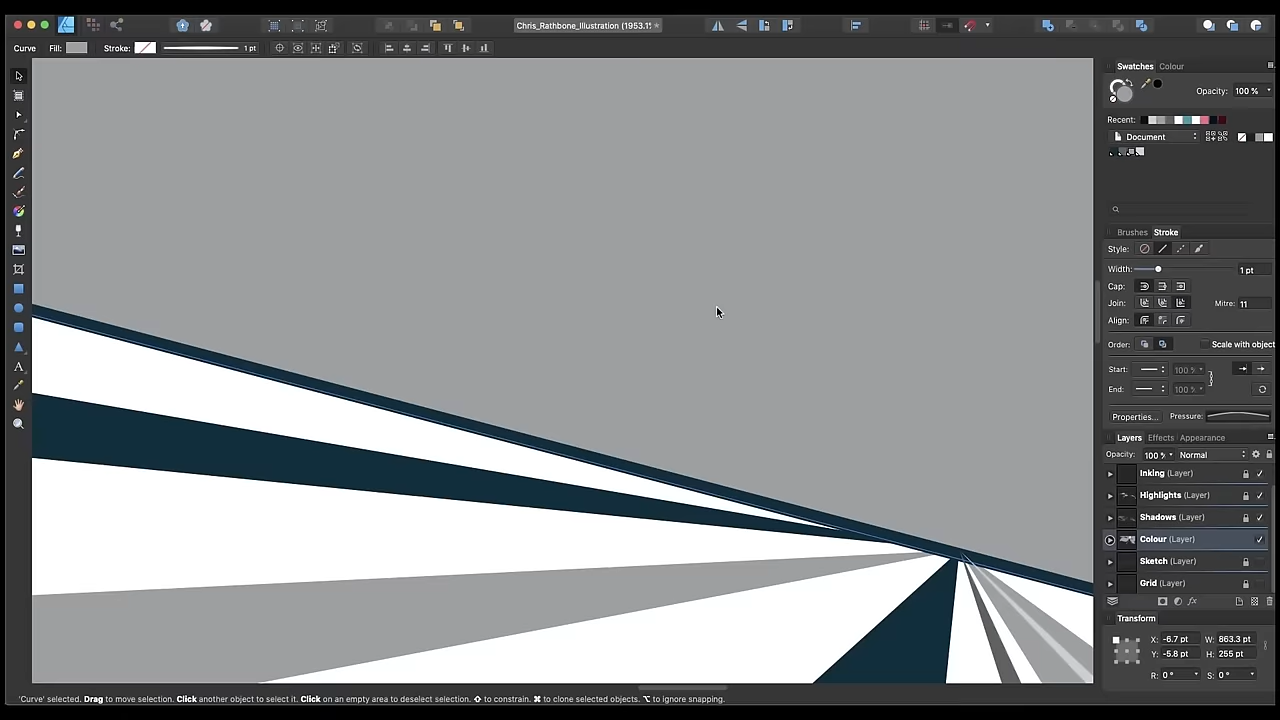 Chris_Rathbone_Illustration (1953.1*
Curve Fill: Stroke: 1 pt
Swatches Colour
Opacity: 100 %
Recent:
Document
Brushes Stroke
Style:
Width: 1 pt
Cap:
Join: Mitre: 11
Align:
Order: Scale with object
Start: 100 %
End: 100 %
Properties... Pressure:
Layers Effects Appearance
Opacity: 100 % Normal
Inking (Layer)
Highlights (Layer)
Shadows (Layer)
Colour (Layer)
Sketch (Layer)
Grid (Layer)
Transform
X: -6.7 pt W: 863.3 pt
Y: -5.8 pt H: 255 pt
R: 0 ° S: 0 °
'Curve' selected. Drag to move selection. Click another object to select it. Click on an empty area to deselect selection. ⇧ to constrain. ⌘ to clone selected objects. ⌥ to ignore snapping.